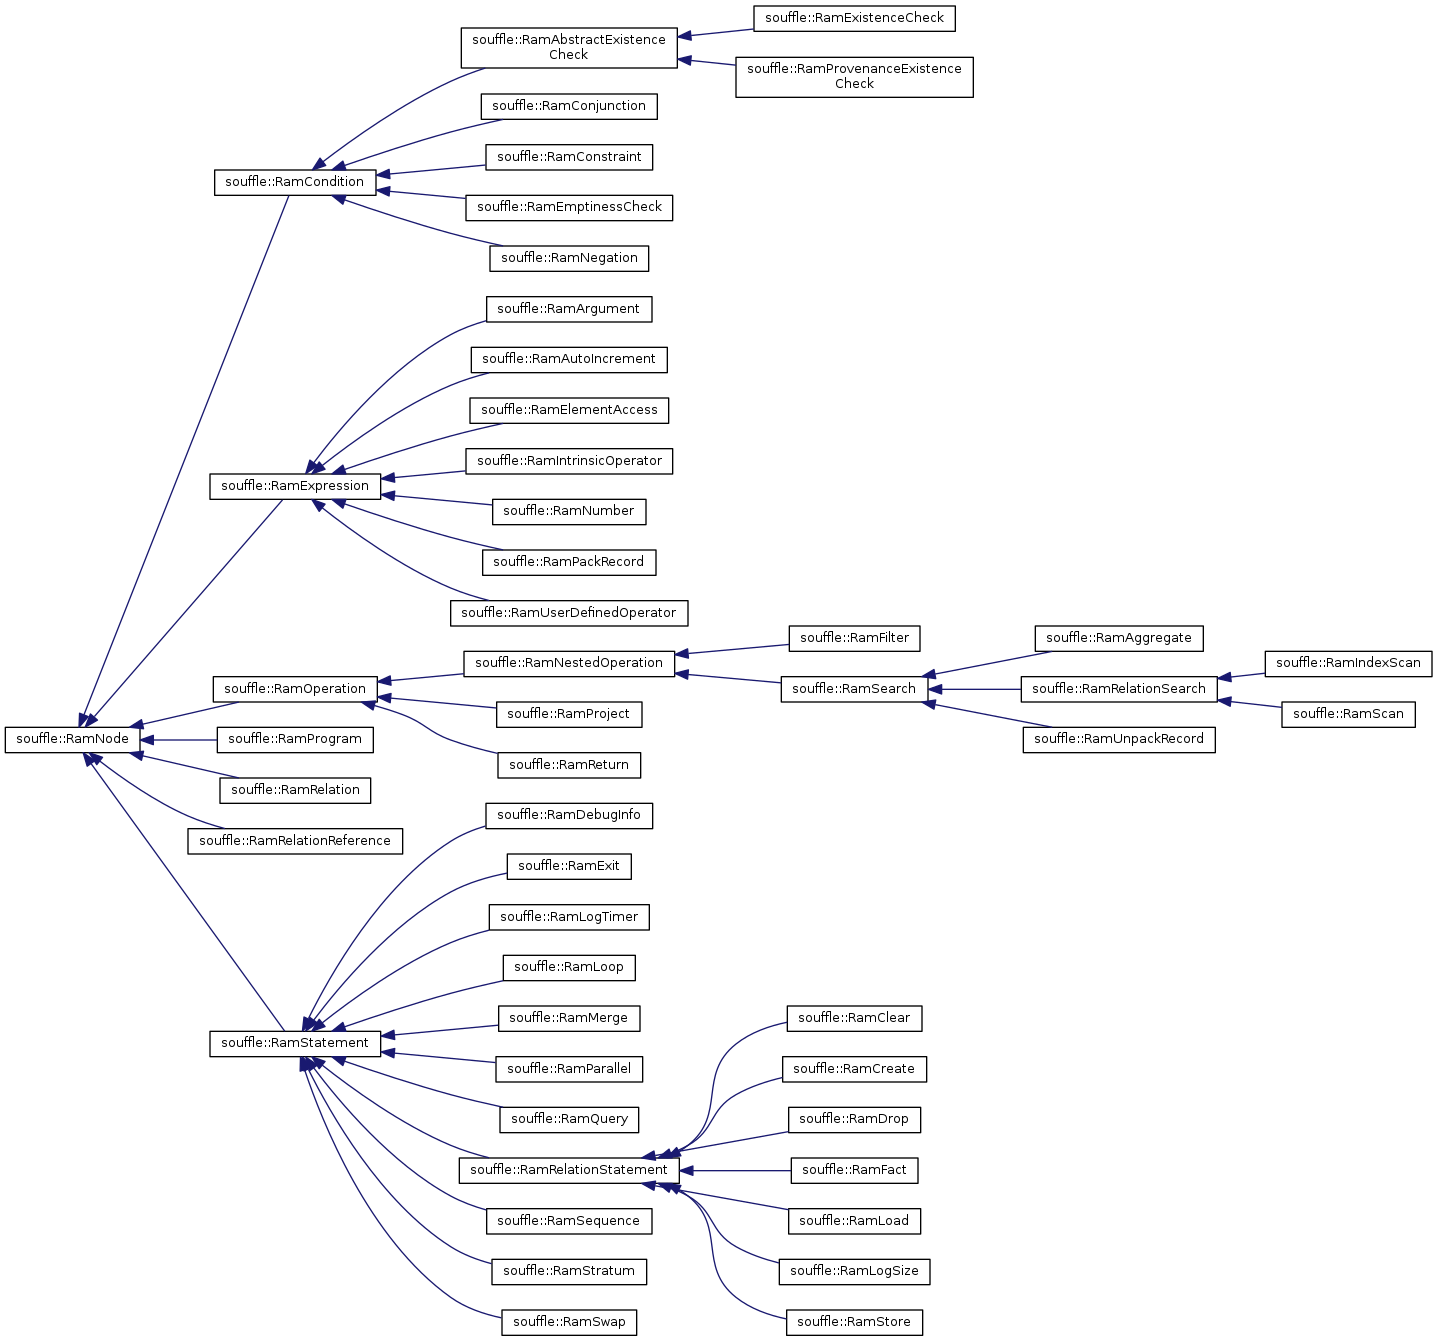 souffle::RamExistenceCheck
souffle::RamAbstractExistence
Check
souffle::RamProvenanceExistence
Check
souffle::RamConjunction
souffle::RamConstraint
souffle::RamCondition
souffle::RamEmptinessCheck
souffle::RamNegation
souffle::RamArgument
souffle::RamAutoIncrement
souffle::RamElementAccess
souffle::RamIntrinsicOperator
souffle::RamExpression
souffle::RamNumber
souffle::RamPackRecord
souffle::RamUserDefinedOperator
souffle::RamFilter
souffle::RamAggregate
souffle::RamNestedOperation
souffle::RamIndexScan
souffle::RamOperation
souffle::RamSearch
souffle::RamRelationSearch
souffle::RamProject
souffle::RamScan
souffle::RamNode
souffle::RamProgram
souffle::RamUnpackRecord
souffle::RamReturn
souffle::RamRelation
souffle::RamDebugInfo
souffle::RamRelationReference
souffle::RamExit
souffle::RamLogTimer
souffle::RamLoop
souffle::RamMerge
souffle::RamClear
souffle::RamStatement
souffle::RamParallel
souffle::RamCreate
souffle::RamQuery
souffle::RamDrop
souffle::RamRelationStatement
souffle::RamFact
souffle::RamSequence
souffle::RamLoad
souffle::RamStratum
souffle::RamLogSize
souffle::RamSwap
souffle::RamStore